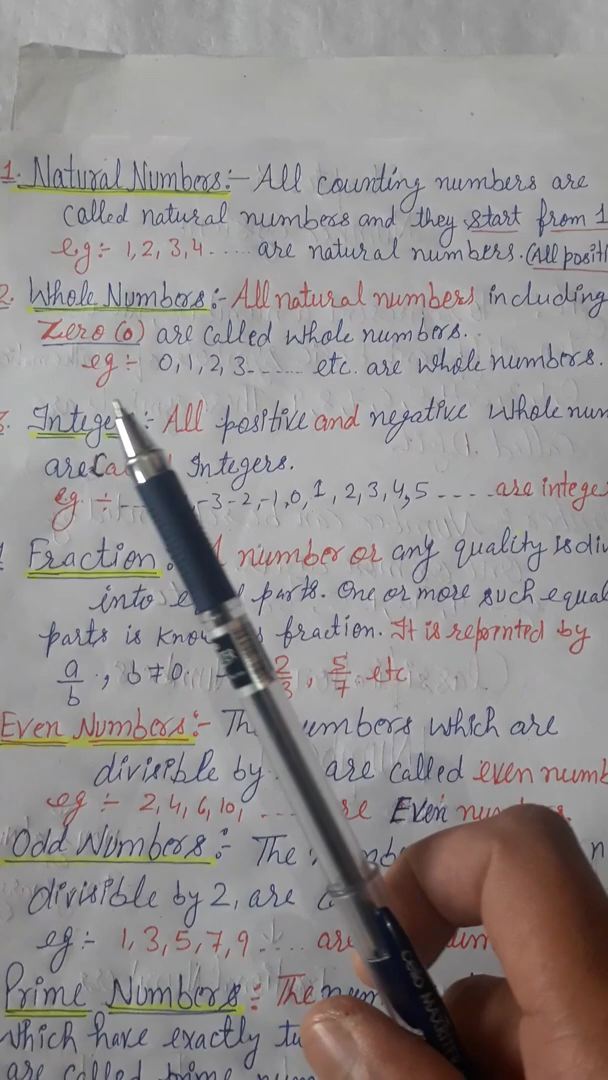 1. Natural Numbers:- All counting numbers are
called natural numbers and they start from 1
e.g:- 1, 2, 3, 4 ..... are natural numbers. (All positi
2. Whole Numbers:- All natural numbers including
Zero (0) are called whole numbers.
eg:- 0, 1, 2, 3 ...... etc. are whole numbers.
All positive and negative whole num
are Integers.
eg ÷ -3 -2, -1, 0, 1, 2, 3, 4, 5 .... are intege
Fraction number or any quality is div
into parts. One or more such equal
parts is fraction. It is reprented by
a/b, b ≠ 0 2/3, 5/7 etc
Even Numbers:- which are
divisible by are called even numb
eg :- 2, 4, 6, 10, ... Even
Odd Numbers:- The
divisible by 2, are
eg:- 1, 3, 5, 7, 9 ....
Prime Numbers: The
which have exactly
are called prime
CELLO MAXRITER